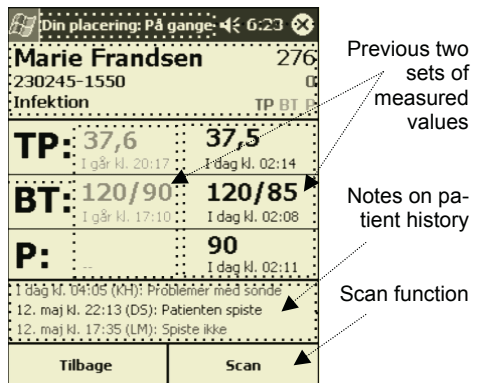 Din placering: På gange 6:23
Marie Frandsen 276
230245-1550 0
Infektion TP BT P
TP: 37,6 37,5
I går kl. 20:17 I dag kl. 02:14
BT: 120/90 120/85
I går kl. 17:10 I dag kl. 02:08
P: -- 90
I dag kl. 02:11
I dag kl. 04:05 (KH): Problemer med sonde
12. maj kl. 22:13 (DS): Patienten spiste
12. maj kl. 17:35 (LM): Spiste ikke
Tilbage Scan
Previous two
sets of
measured
values
Notes on pa-
tient history
Scan function